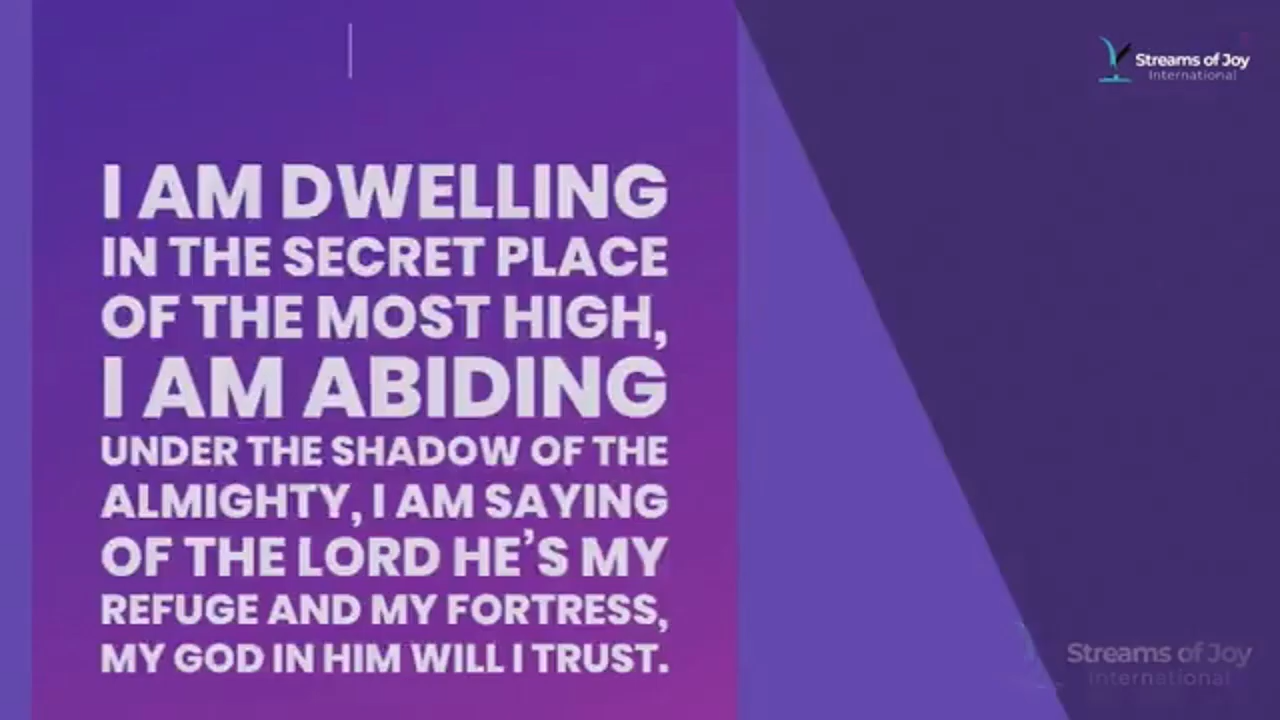 Streams of Joy
International
I AM DWELLING
IN THE SECRET PLACE
OF THE MOST HIGH,
I AM ABIDING
UNDER THE SHADOW OF THE
ALMIGHTY, I AM SAYING
OF THE LORD HE'S MY
REFUGE AND MY FORTRESS,
MY GOD IN HIM WILL I TRUST.
Streams of Joy
International